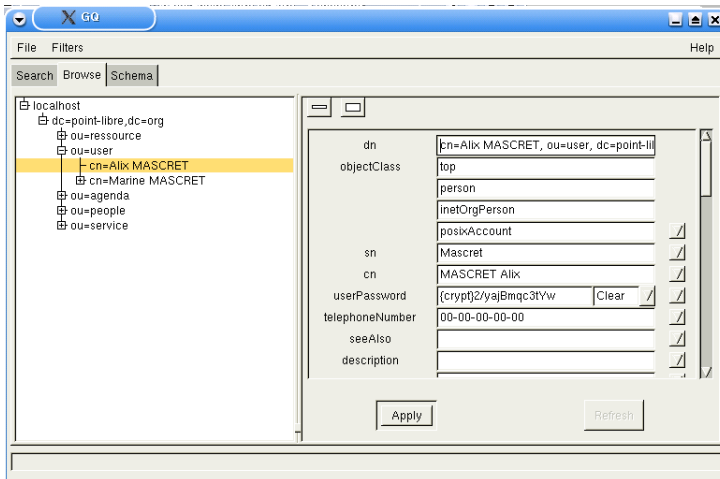 GQ
File Filters Help
Search Browse Schema
localhost
dc=point-libre,dc=org
ou=ressource
ou=user
cn=Alix MASCRET
cn=Marine MASCRET
ou=agenda
ou=people
ou=service
dn cn=Alix MASCRET, ou=user, dc=point-lil
objectClass top
person
inetOrgPerson
posixAccount
sn Mascret
cn MASCRET Alix
userPassword {crypt}2/yajBmqc3tYw Clear
telephoneNumber 00-00-00-00-00
seeAlso
description
Apply Refresh